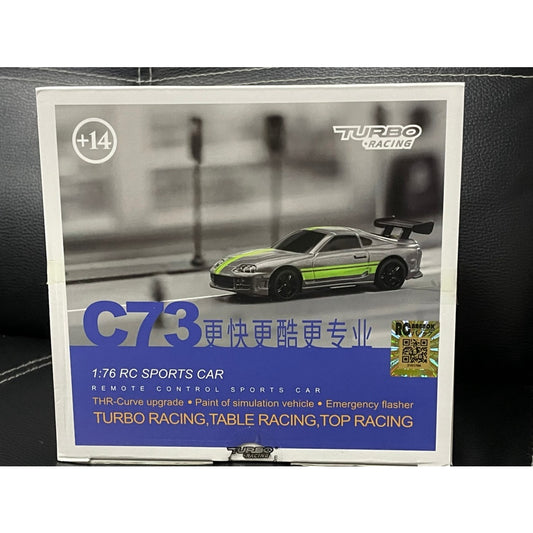 +14
TURBO
RACING
C73更快更酷更专业
RC
1:76 RC SPORTS CAR
REMOTE CONTROL SPORTS CAR
THR-Curve upgrade • Paint of simulation vehicle • Emergency flasher
TURBO RACING,TABLE RACING,TOP RACING
TURBO
RACING